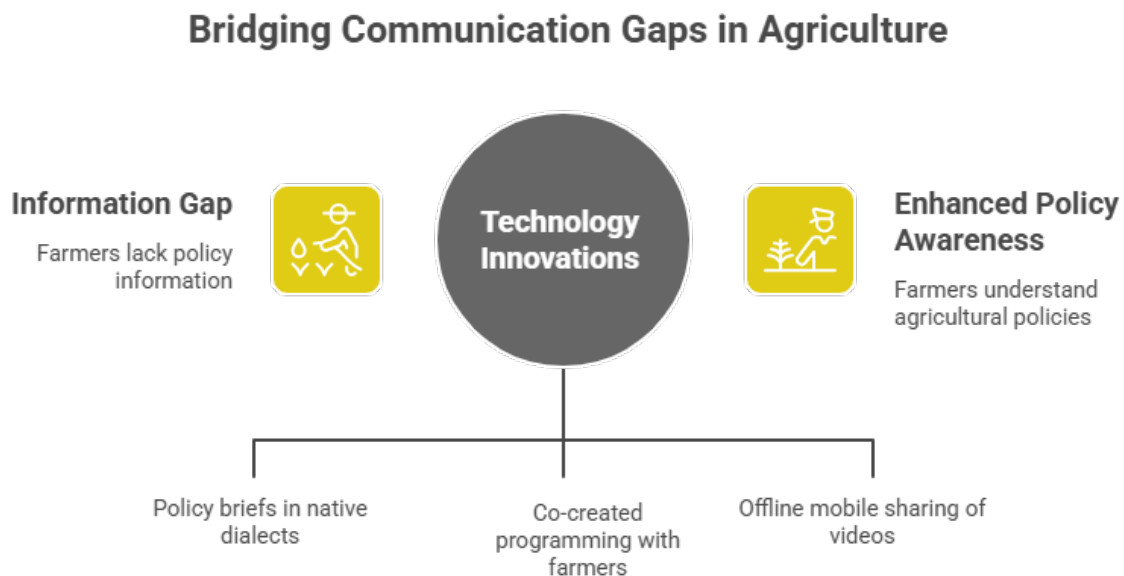 Bridging Communication Gaps in Agriculture
Information Gap
Farmers lack policy
information
Technology
Innovations
Enhanced Policy
Awareness
Farmers understand
agricultural policies
Policy briefs in native
dialects
Co-created
programming with
farmers
Offline mobile sharing of
videos